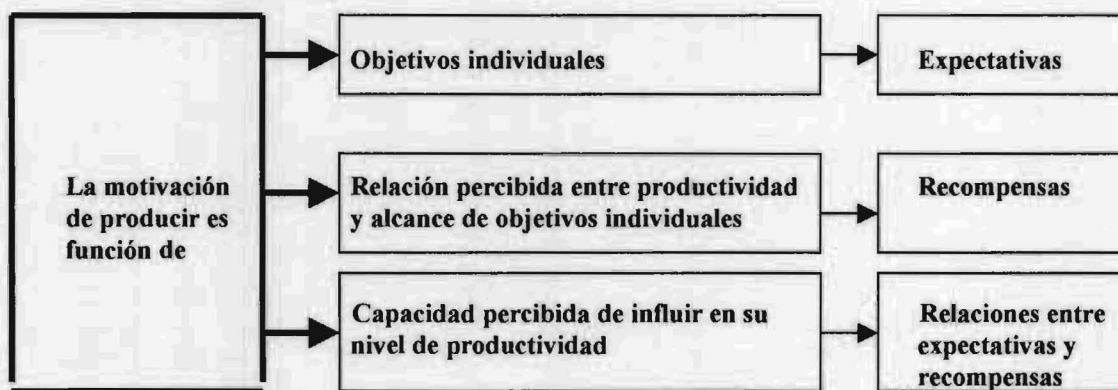 Objetivos individuales
Expectativas
La motivación
de producir es
función de
Relación percibida entre productividad
y alcance de objetivos individuales
Recompensas
Capacidad percibida de influir en su
nivel de productividad
Relaciones entre
expectativas y
recompensas